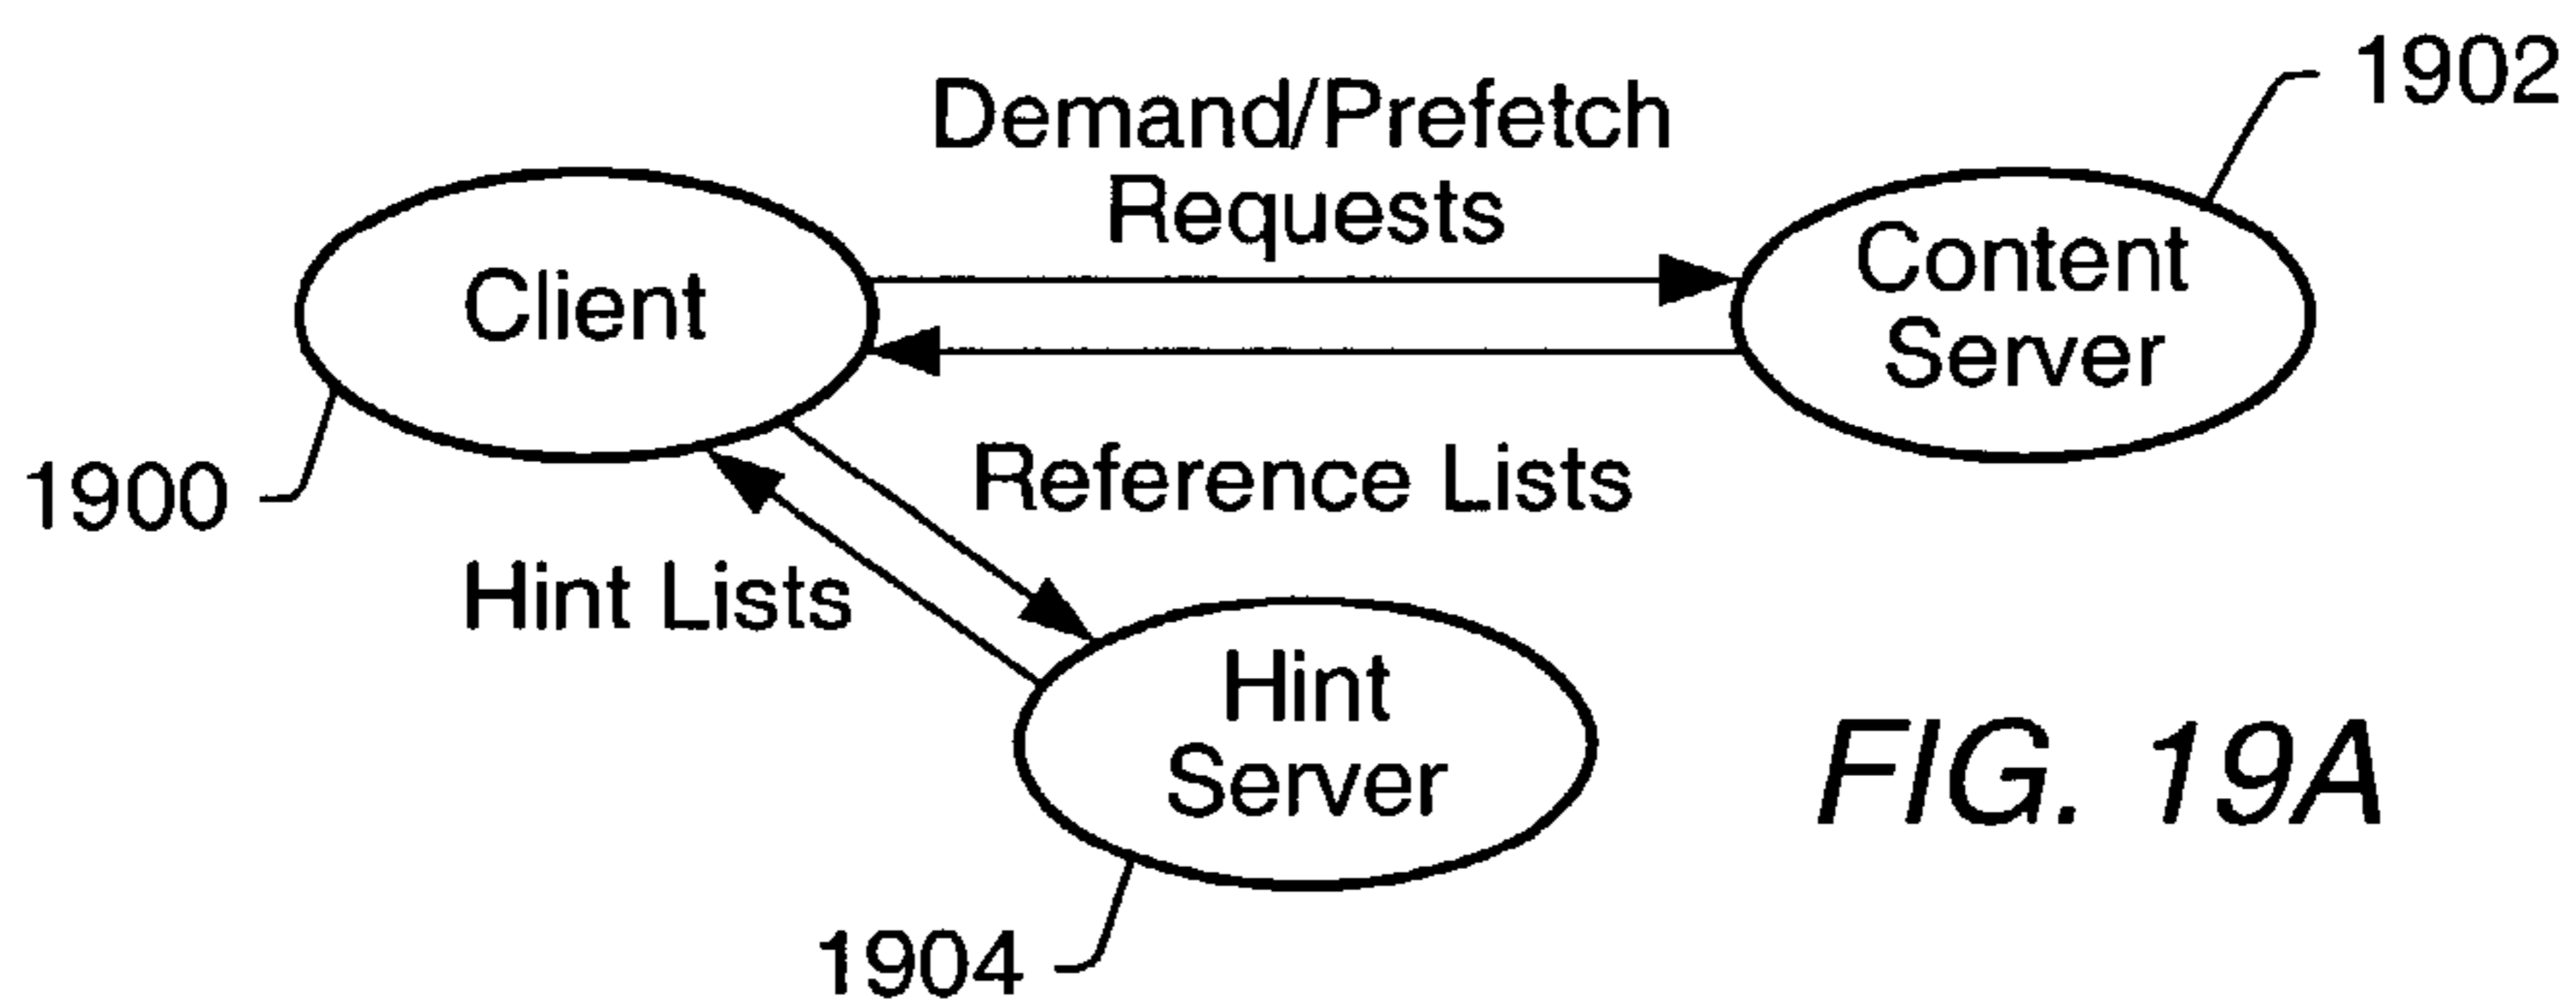 1902
Demand/Prefetch
Requests
Client
Content
Server
1900
Reference Lists
Hint Lists
Hint
Server
1904
FIG. 19A